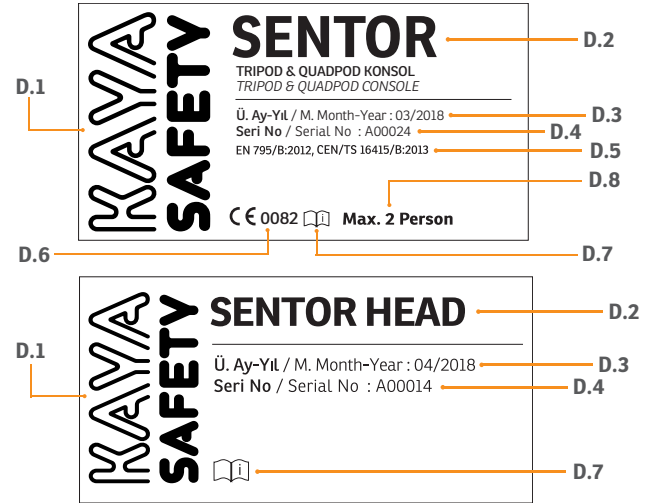 KAYA
SAFETY
SENTOR
TRIPOD & QUADPOD KONSOL
TRIPOD & QUADPOD CONSOLE
Ü. Ay-Yıl / M. Month-Year : 03/2018
Seri No / Serial No : A00024
EN 795/B:2012, CEN/TS 16415/B:2013
CE 0082 i Max. 2 Person
D.1
D.2
D.3
D.4
D.5
D.8
D.6
D.7
KAYA
SAFETY
SENTOR HEAD
Ü. Ay-Yıl / M. Month-Year : 04/2018
Seri No / Serial No : A00014
i
D.1
D.2
D.3
D.4
D.7